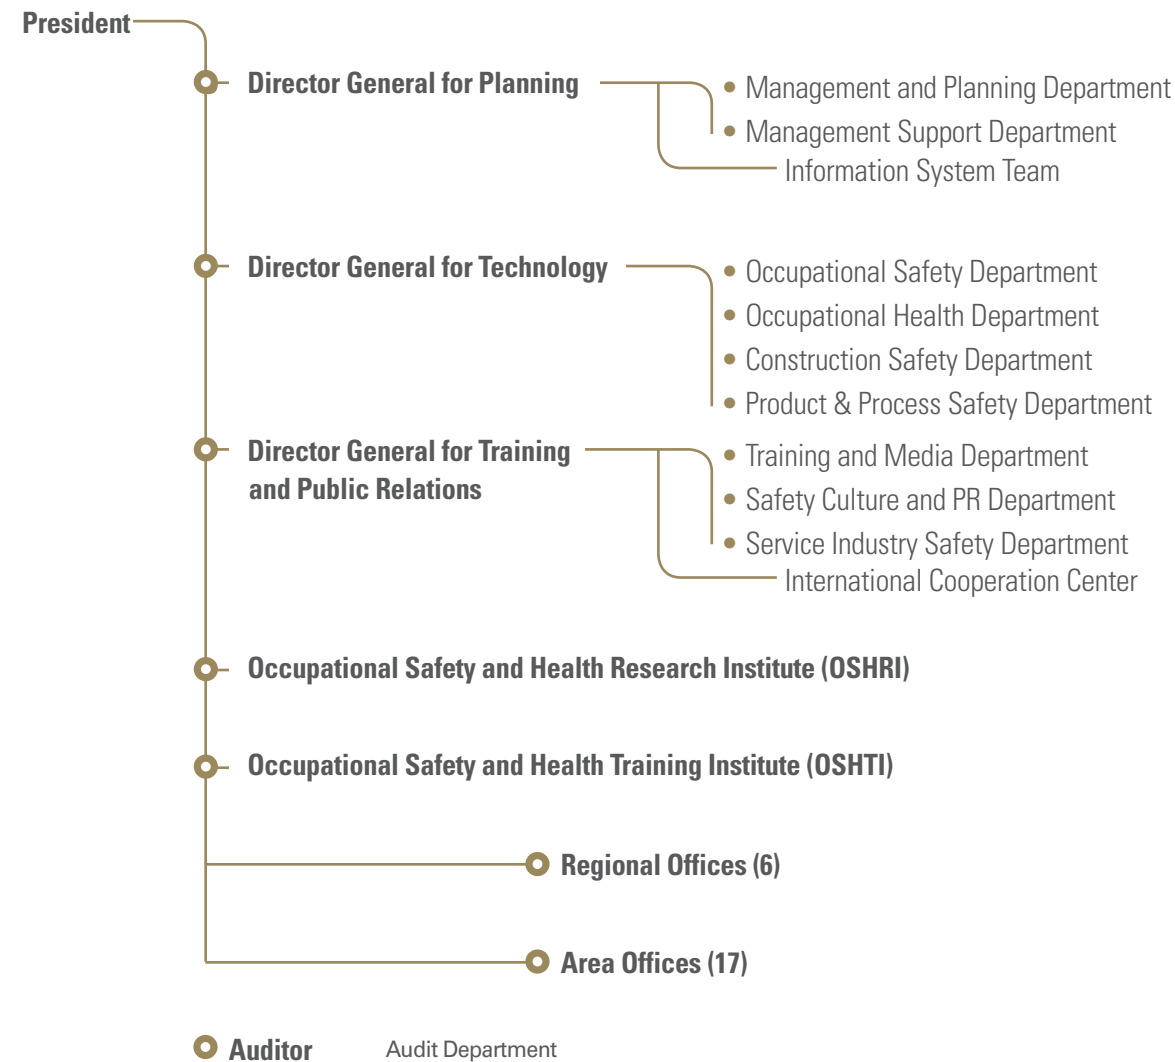 President
Director General for Planning
• Management and Planning Department
• Management Support Department
Information System Team
Director General for Technology
• Occupational Safety Department
• Occupational Health Department
• Construction Safety Department
• Product & Process Safety Department
Director General for Training
and Public Relations
• Training and Media Department
• Safety Culture and PR Department
• Service Industry Safety Department
International Cooperation Center
Occupational Safety and Health Research Institute (OSHRI)
Occupational Safety and Health Training Institute (OSHTI)
Regional Offices (6)
Area Offices (17)
Auditor Audit Department